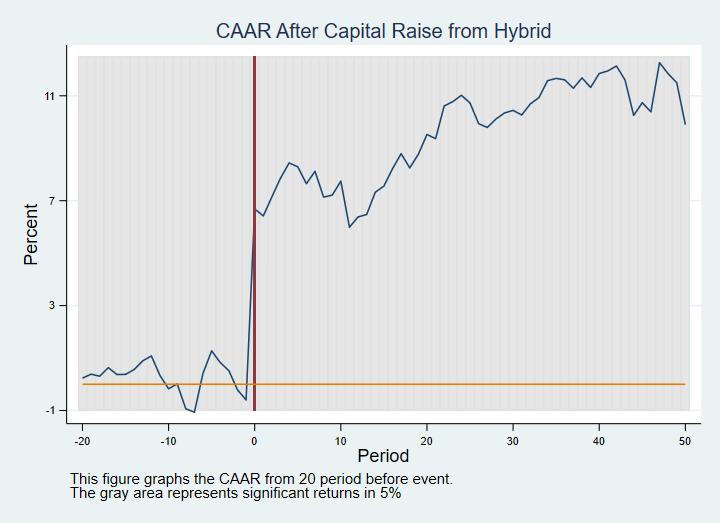 CAAR After Capital Raise from Hybrid
11
7
3
-1
Percent
-20
-10
0
10
20
30
40
50
Period
This figure graphs the CAAR from 20 period before event.
The gray area represents significant returns in 5%